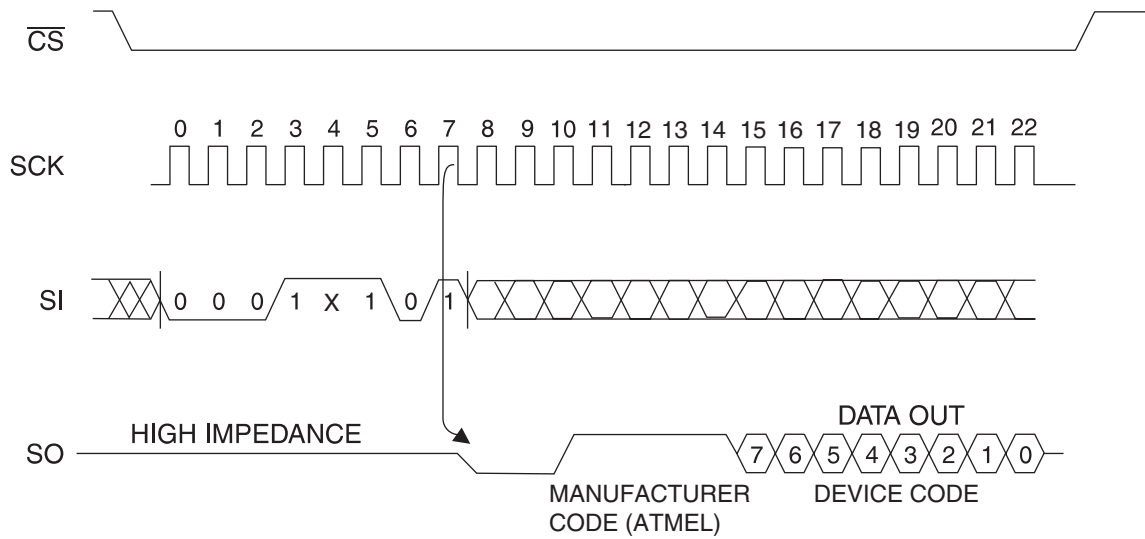 CS
0 1 2 3 4 5 6 7 8 9 10 11 12 13 14 15 16 17 18 19 20 21 22
SCK
SI
0 0 0 1 X 1 0 1
DATA OUT
HIGH IMPEDANCE
SO
7 6 5 4 3 2 1 0
MANUFACTURER
CODE (ATMEL)
DEVICE CODE